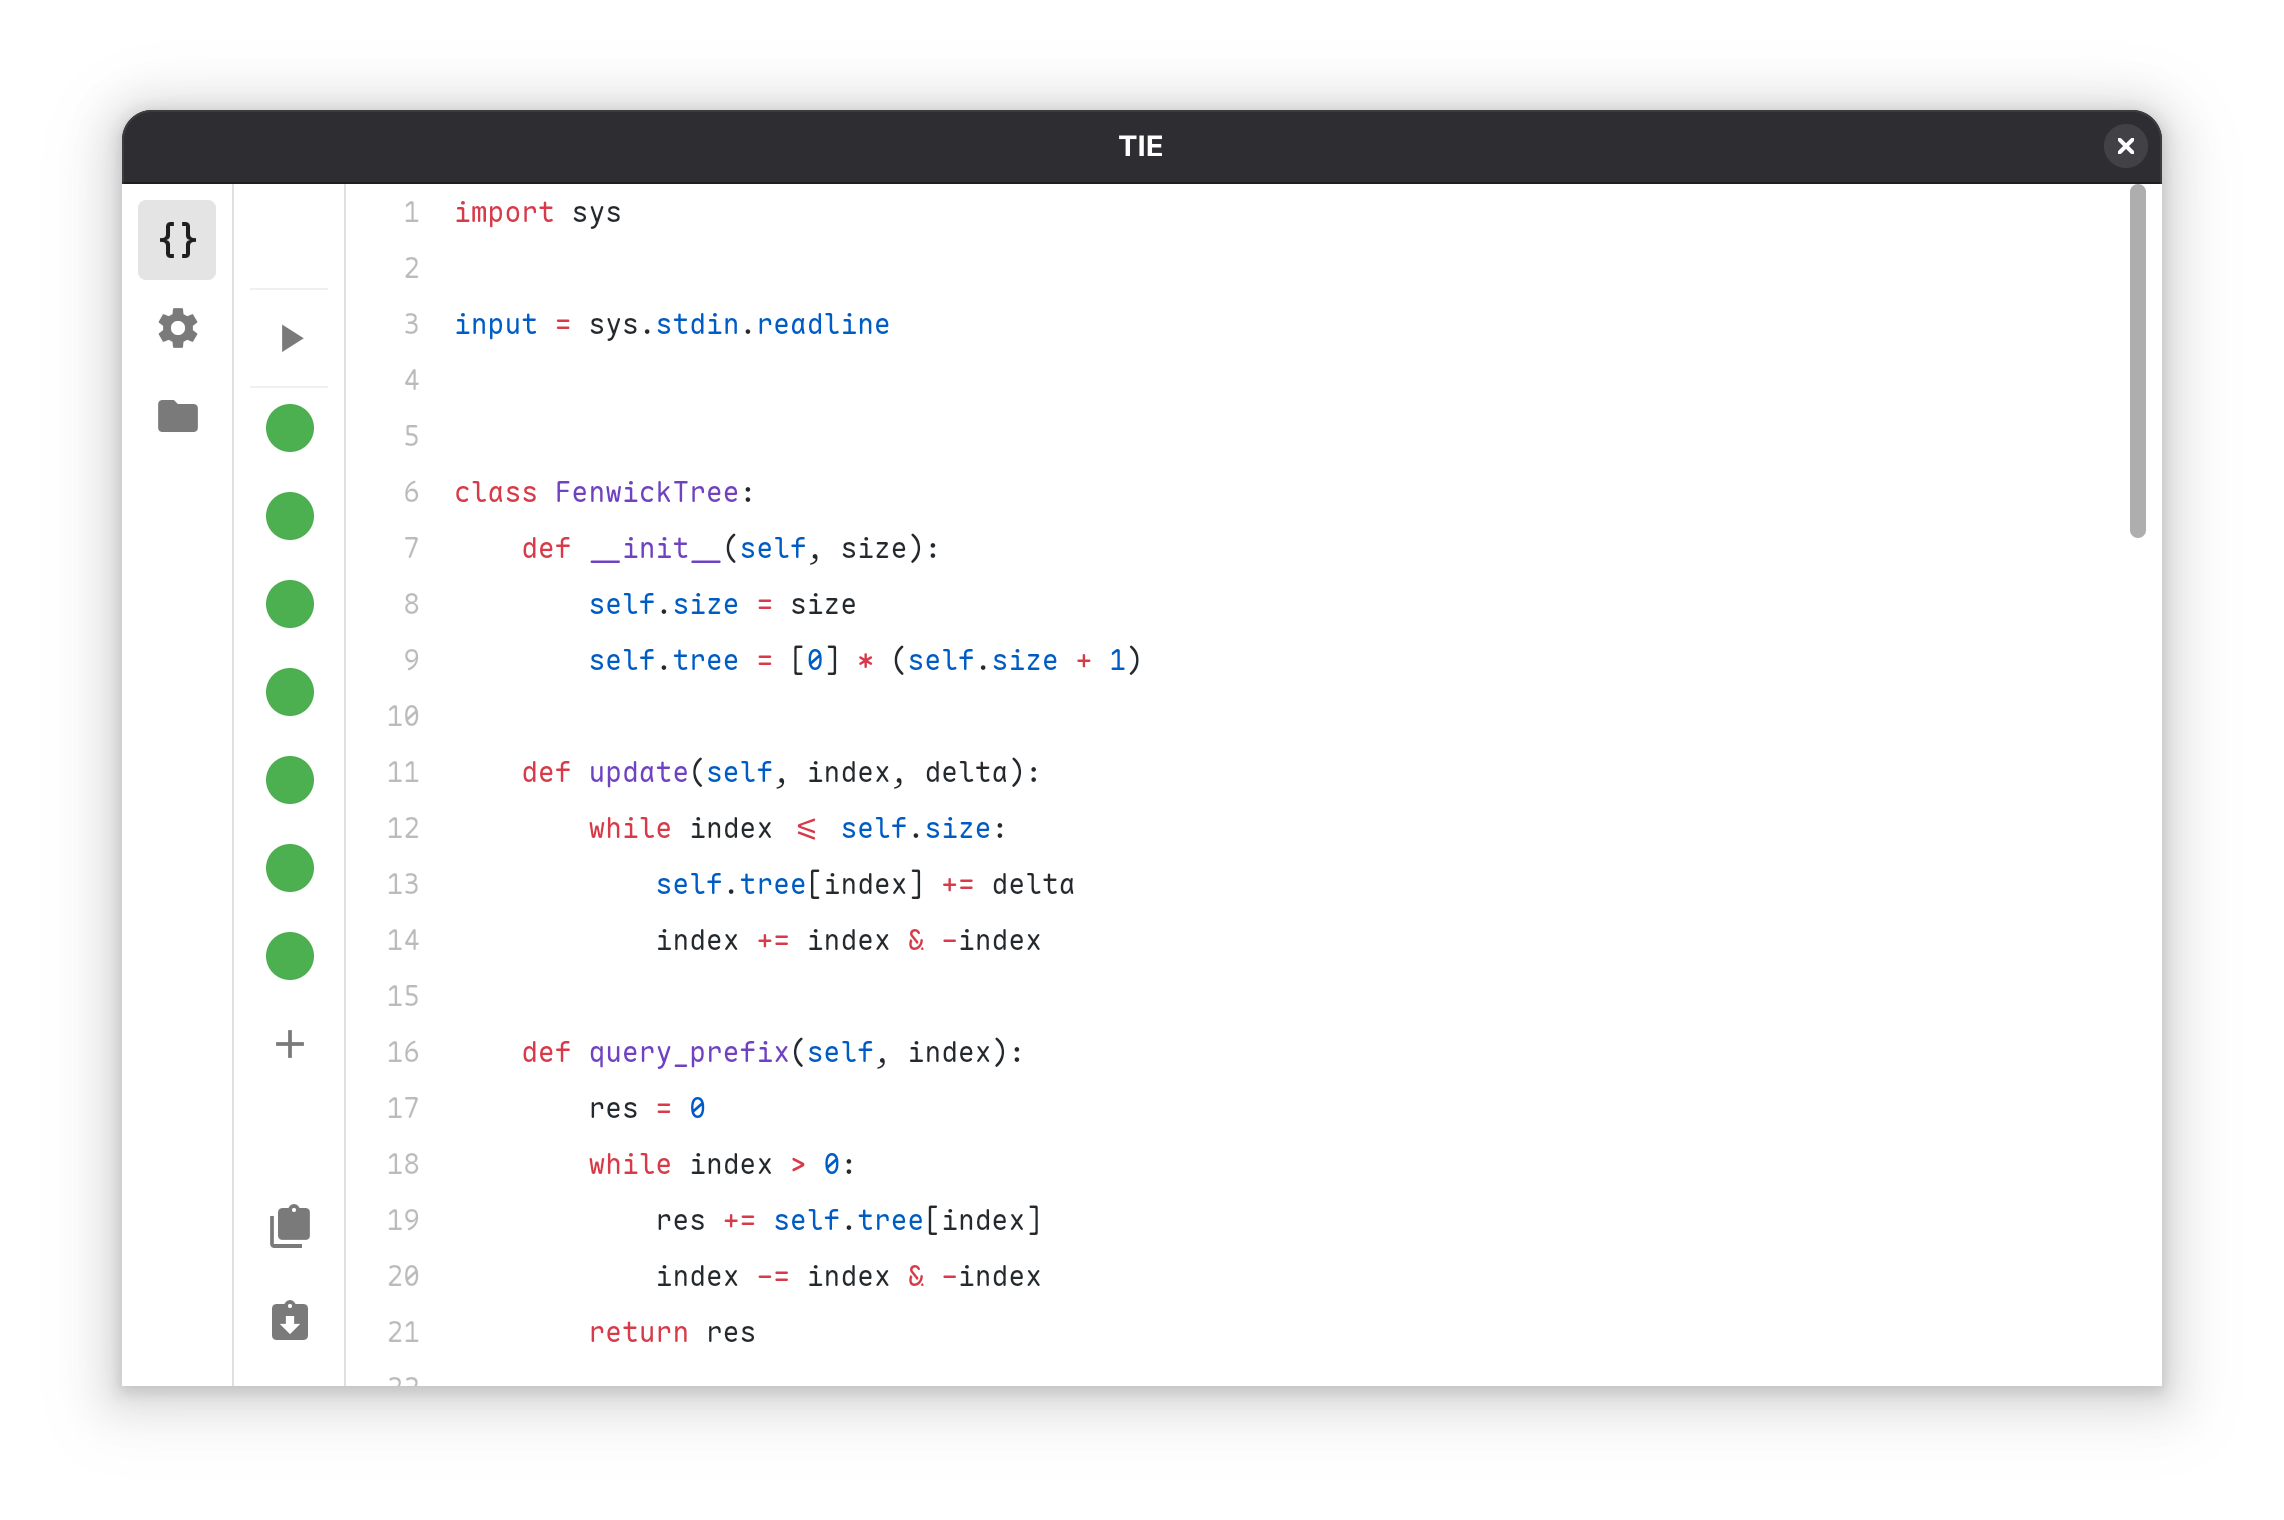 TIE
1 import sys
2
3 input = sys.stdin.readline
4
5
6 class FenwickTree:
7     def __init__(self, size):
8         self.size = size
9         self.tree = [0] * (self.size + 1)
10
11     def update(self, index, delta):
12         while index <= self.size:
13             self.tree[index] += delta
14             index += index & -index
15
16     def query_prefix(self, index):
17         res = 0
18         while index > 0:
19             res += self.tree[index]
20             index -= index & -index
21         return res